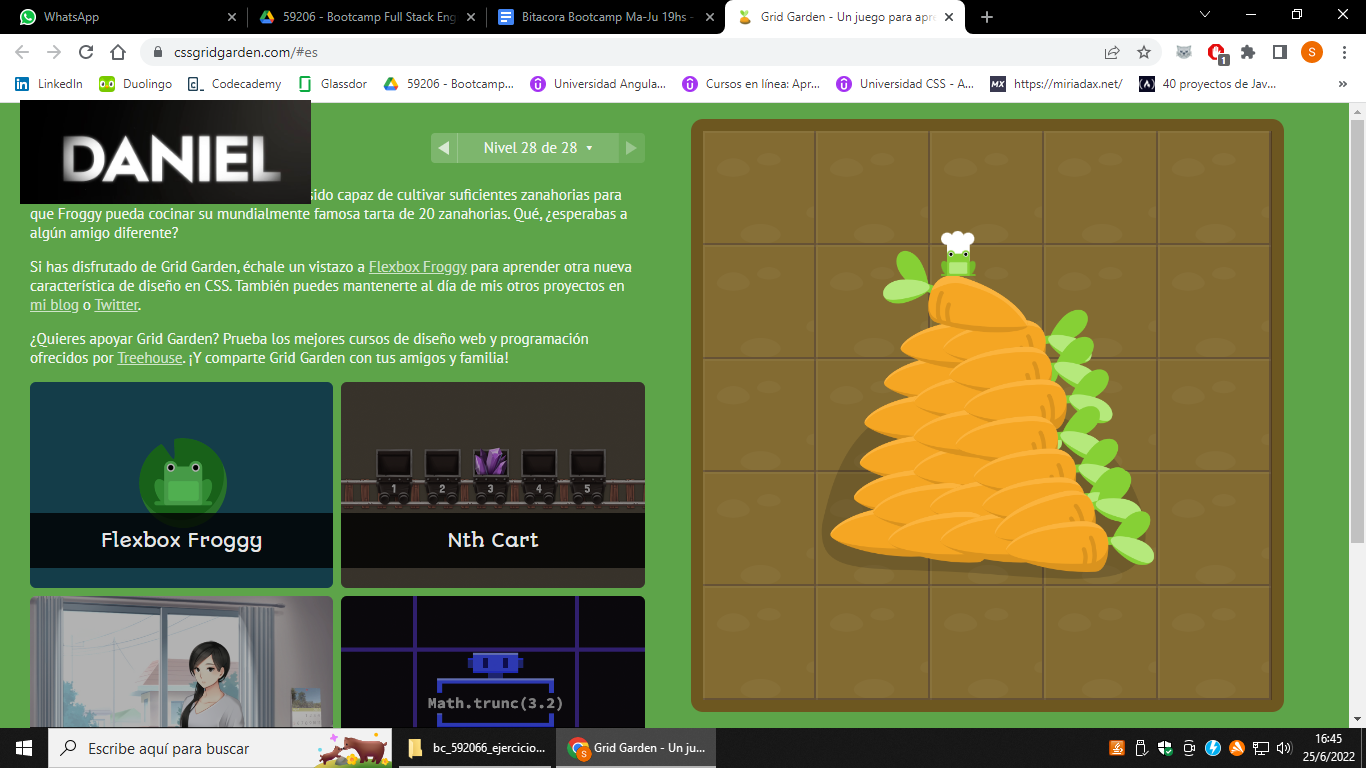 WhatsApp
59206 - Bootcamp Full Stack Eng
Bitacora Bootcamp Ma-Ju 19hs -
Grid Garden - Un juego para apre
cssgridgarden.com/#es
S
1
LinkedIn
Duolingo
Codecademy
Glassdor
59206 - Bootcamp...
Universidad Angula...
Cursos en línea: Apr...
Universidad CSS - A...
MX https://miriadax.net/
40 proyectos de Jav...
»
DANIEL
Nivel 28 de 28
sido capaz de cultivar suficientes zanahorias para
que Froggy pueda cocinar su mundialmente famosa tarta de 20 zanahorias. Qué, ¿esperabas a
algún amigo diferente?
Si has disfrutado de Grid Garden, échale un vistazo a Flexbox Froggy para aprender otra nueva
característica de diseño en CSS. También puedes mantenerte al día de mis otros proyectos en
mi blog o Twitter.
¿Quieres apoyar Grid Garden? Prueba los mejores cursos de diseño web y programación
ofrecidos por Treehouse. ¡Y comparte Grid Garden con tus amigos y familia!
1 2 3 4 5
Flexbox Froggy
Nth Cart
Math.trunc(3.2)
Escribe aquí para buscar
bc_592066_ejercicio...
S
Grid Garden - Un ju...
16:45
25/6/2022